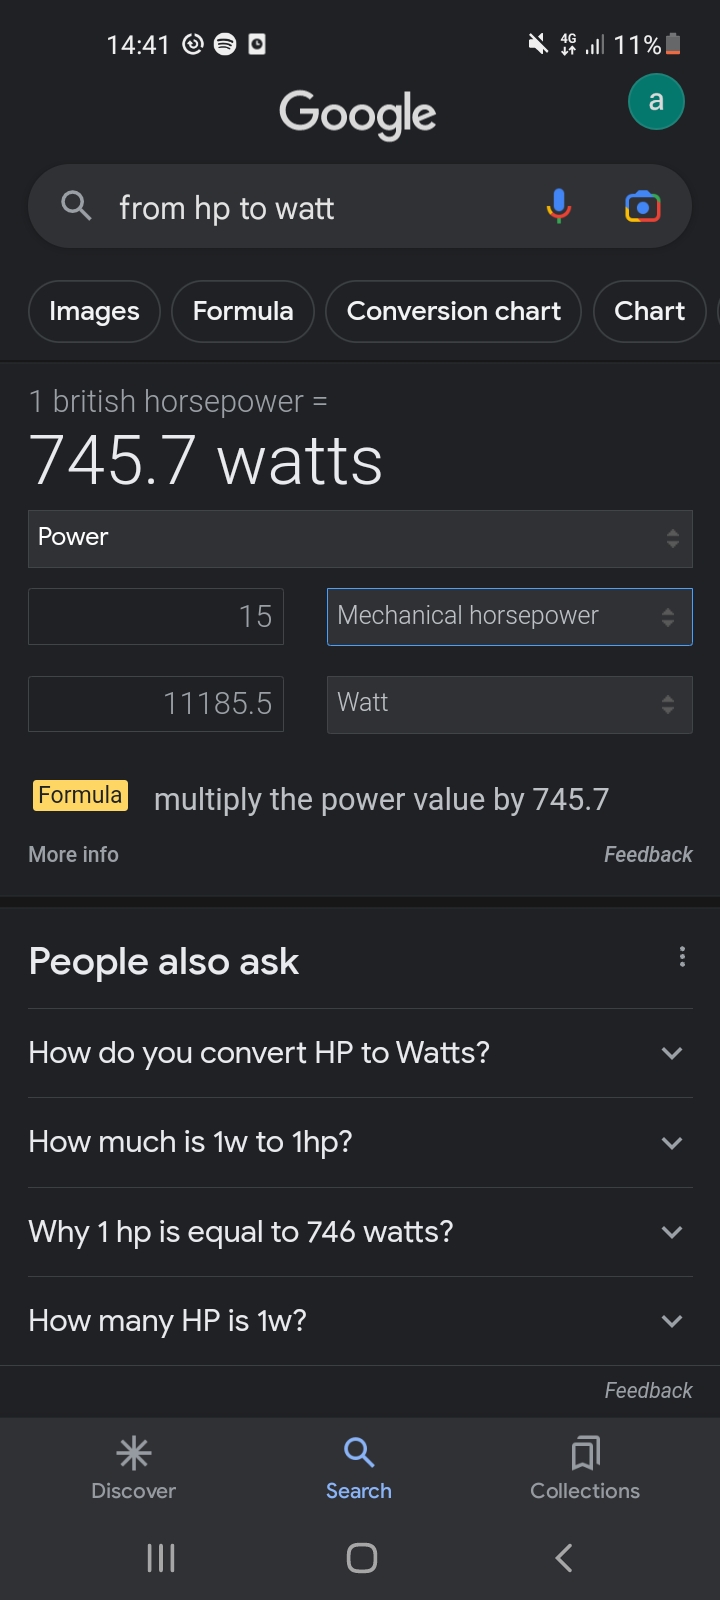 14:41 4G 11%
Google
a
from hp to watt
Images Formula Conversion chart Chart
1 british horsepower =
745.7 watts
Power
15 Mechanical horsepower
11185.5 Watt
Formula multiply the power value by 745.7
More info Feedback
People also ask
How do you convert HP to Watts?
How much is 1w to 1hp?
Why 1 hp is equal to 746 watts?
How many HP is 1w?
Feedback
Discover Search Collections